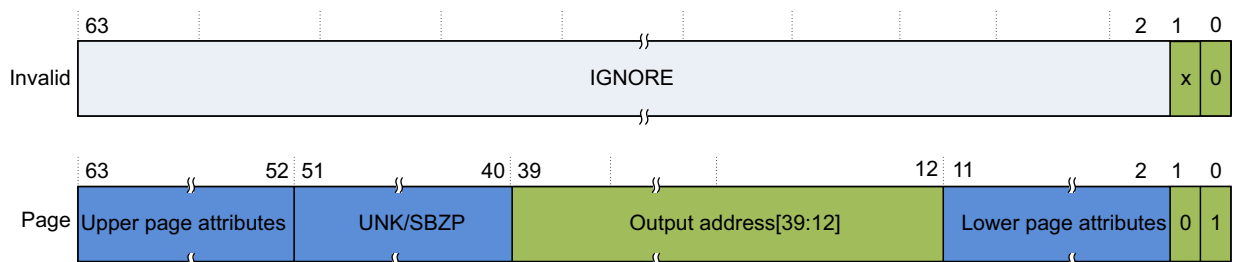 63 2 1 0
Invalid IGNORE x 0
63 52 51 40 39 12 11 2 1 0
Page Upper page attributes UNK/SBZP Output address[39:12] Lower page attributes 0 1